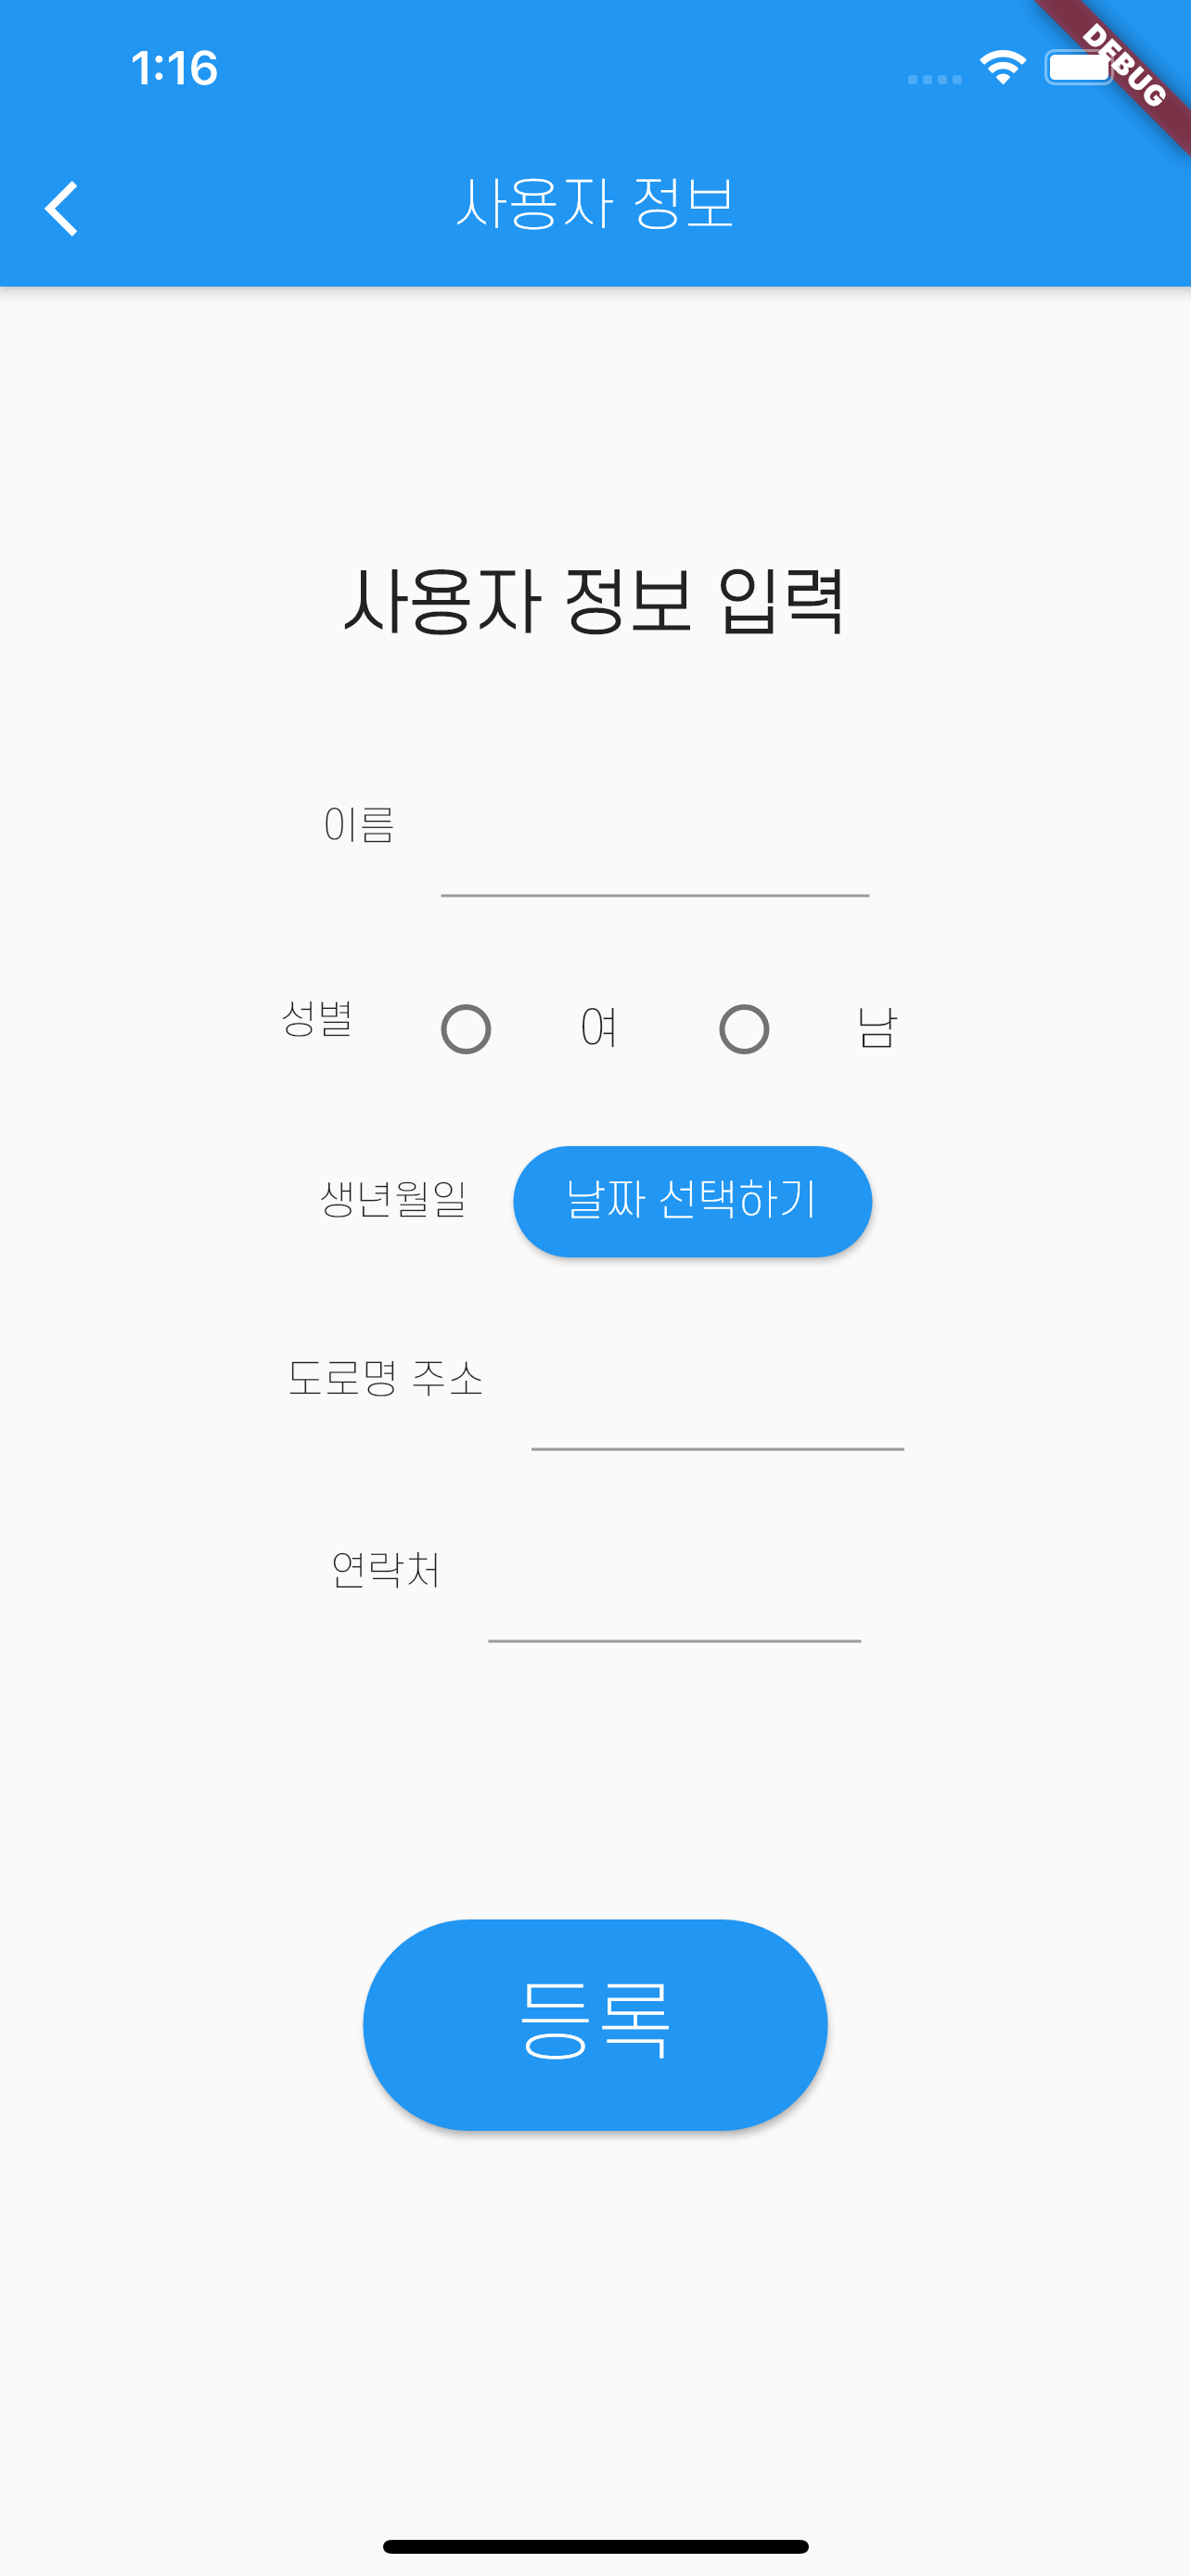 1:16
DEBUG
사용자 정보
사용자 정보 입력
이름
성별 여 남
생년월일 날짜 선택하기
도로명 주소
연락처
등록